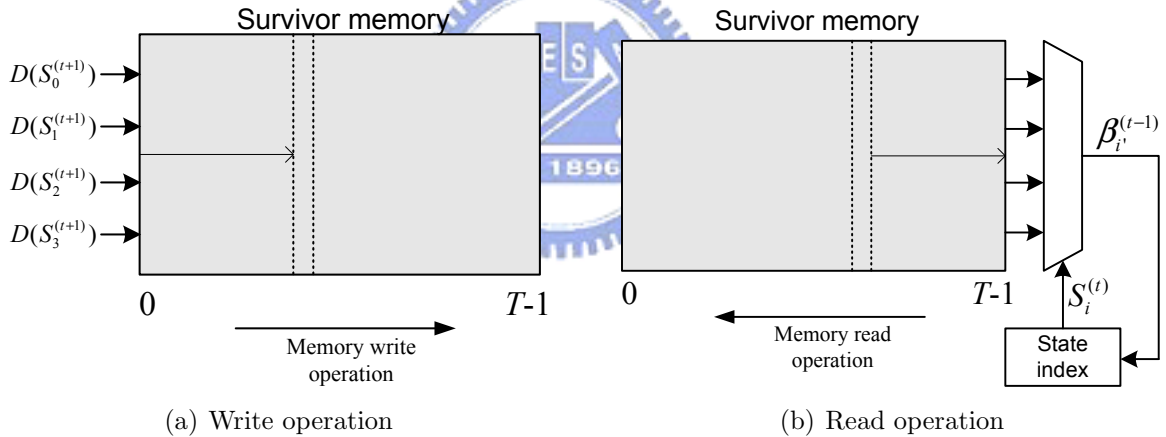 Survivor memory
D(S_0^{(t+1)})
D(S_1^{(t+1)})
D(S_2^{(t+1)})
D(S_3^{(t+1)})
0
T-1
Memory write
operation
(a) Write operation
Survivor memory
E S
1896
β_{i'}^{(t-1)}
S_i^{(t)}
0
T-1
Memory read
operation
State
index
(b) Read operation